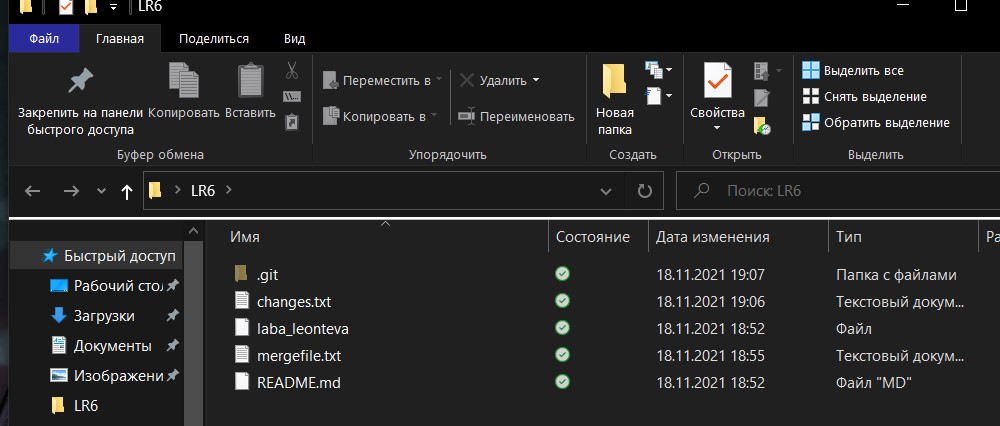 LR6
Файл Главная Поделиться Вид
Закрепить на панели быстрого доступа
Копировать
Вставить
Переместить в
Копировать в
Удалить
Переименовать
Новая папка
Свойства
Выделить все
Снять выделение
Обратить выделение
Буфер обмена Упорядочить Создать Открыть Выделить
LR6 Поиск: LR6
Имя Состояние Дата изменения Тип Ра
Быстрый доступ
Рабочий стол
Загрузки
Документы
Изображени
LR6
.git 18.11.2021 19:07 Папка с файлами
changes.txt 18.11.2021 19:06 Текстовый докум...
laba_leonteva 18.11.2021 18:52 Файл
mergefile.txt 18.11.2021 18:55 Текстовый докум...
README.md 18.11.2021 18:52 Файл "MD"